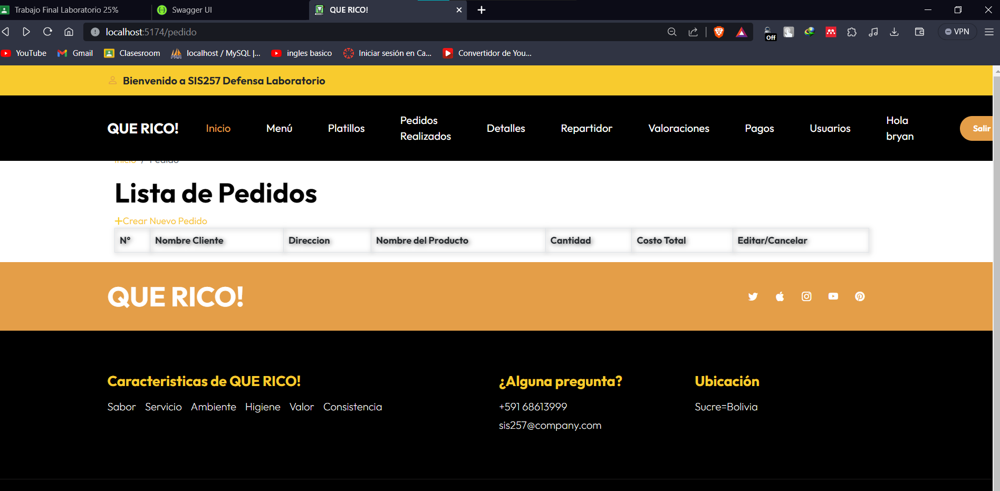 Trabajo Final Laboratorio 25%
Swagger UI
QUE RICO!
localhost:5174/pedido
Off
VPN
YouTube
Gmail
Clasesroom
localhost / MySQL |...
ingles basico
Iniciar sesión en Ca...
Convertidor de You...
Bienvenido a SIS257 Defensa Laboratorio
QUE RICO!
Inicio
Menú
Platillos
Pedidos
Realizados
Detalles
Repartidor
Valoraciones
Pagos
Usuarios
Hola
bryan
Salir
Inicio / Pedido
Lista de Pedidos
+Crear Nuevo Pedido
N° Nombre Cliente Direccion Nombre del Producto Cantidad Costo Total Editar/Cancelar
QUE RICO!
Caracteristicas de QUE RICO!
Sabor Servicio Ambiente Higiene Valor Consistencia
¿Alguna pregunta?
+591 68613999
sis257@company.com
Ubicación
Sucre=Bolivia